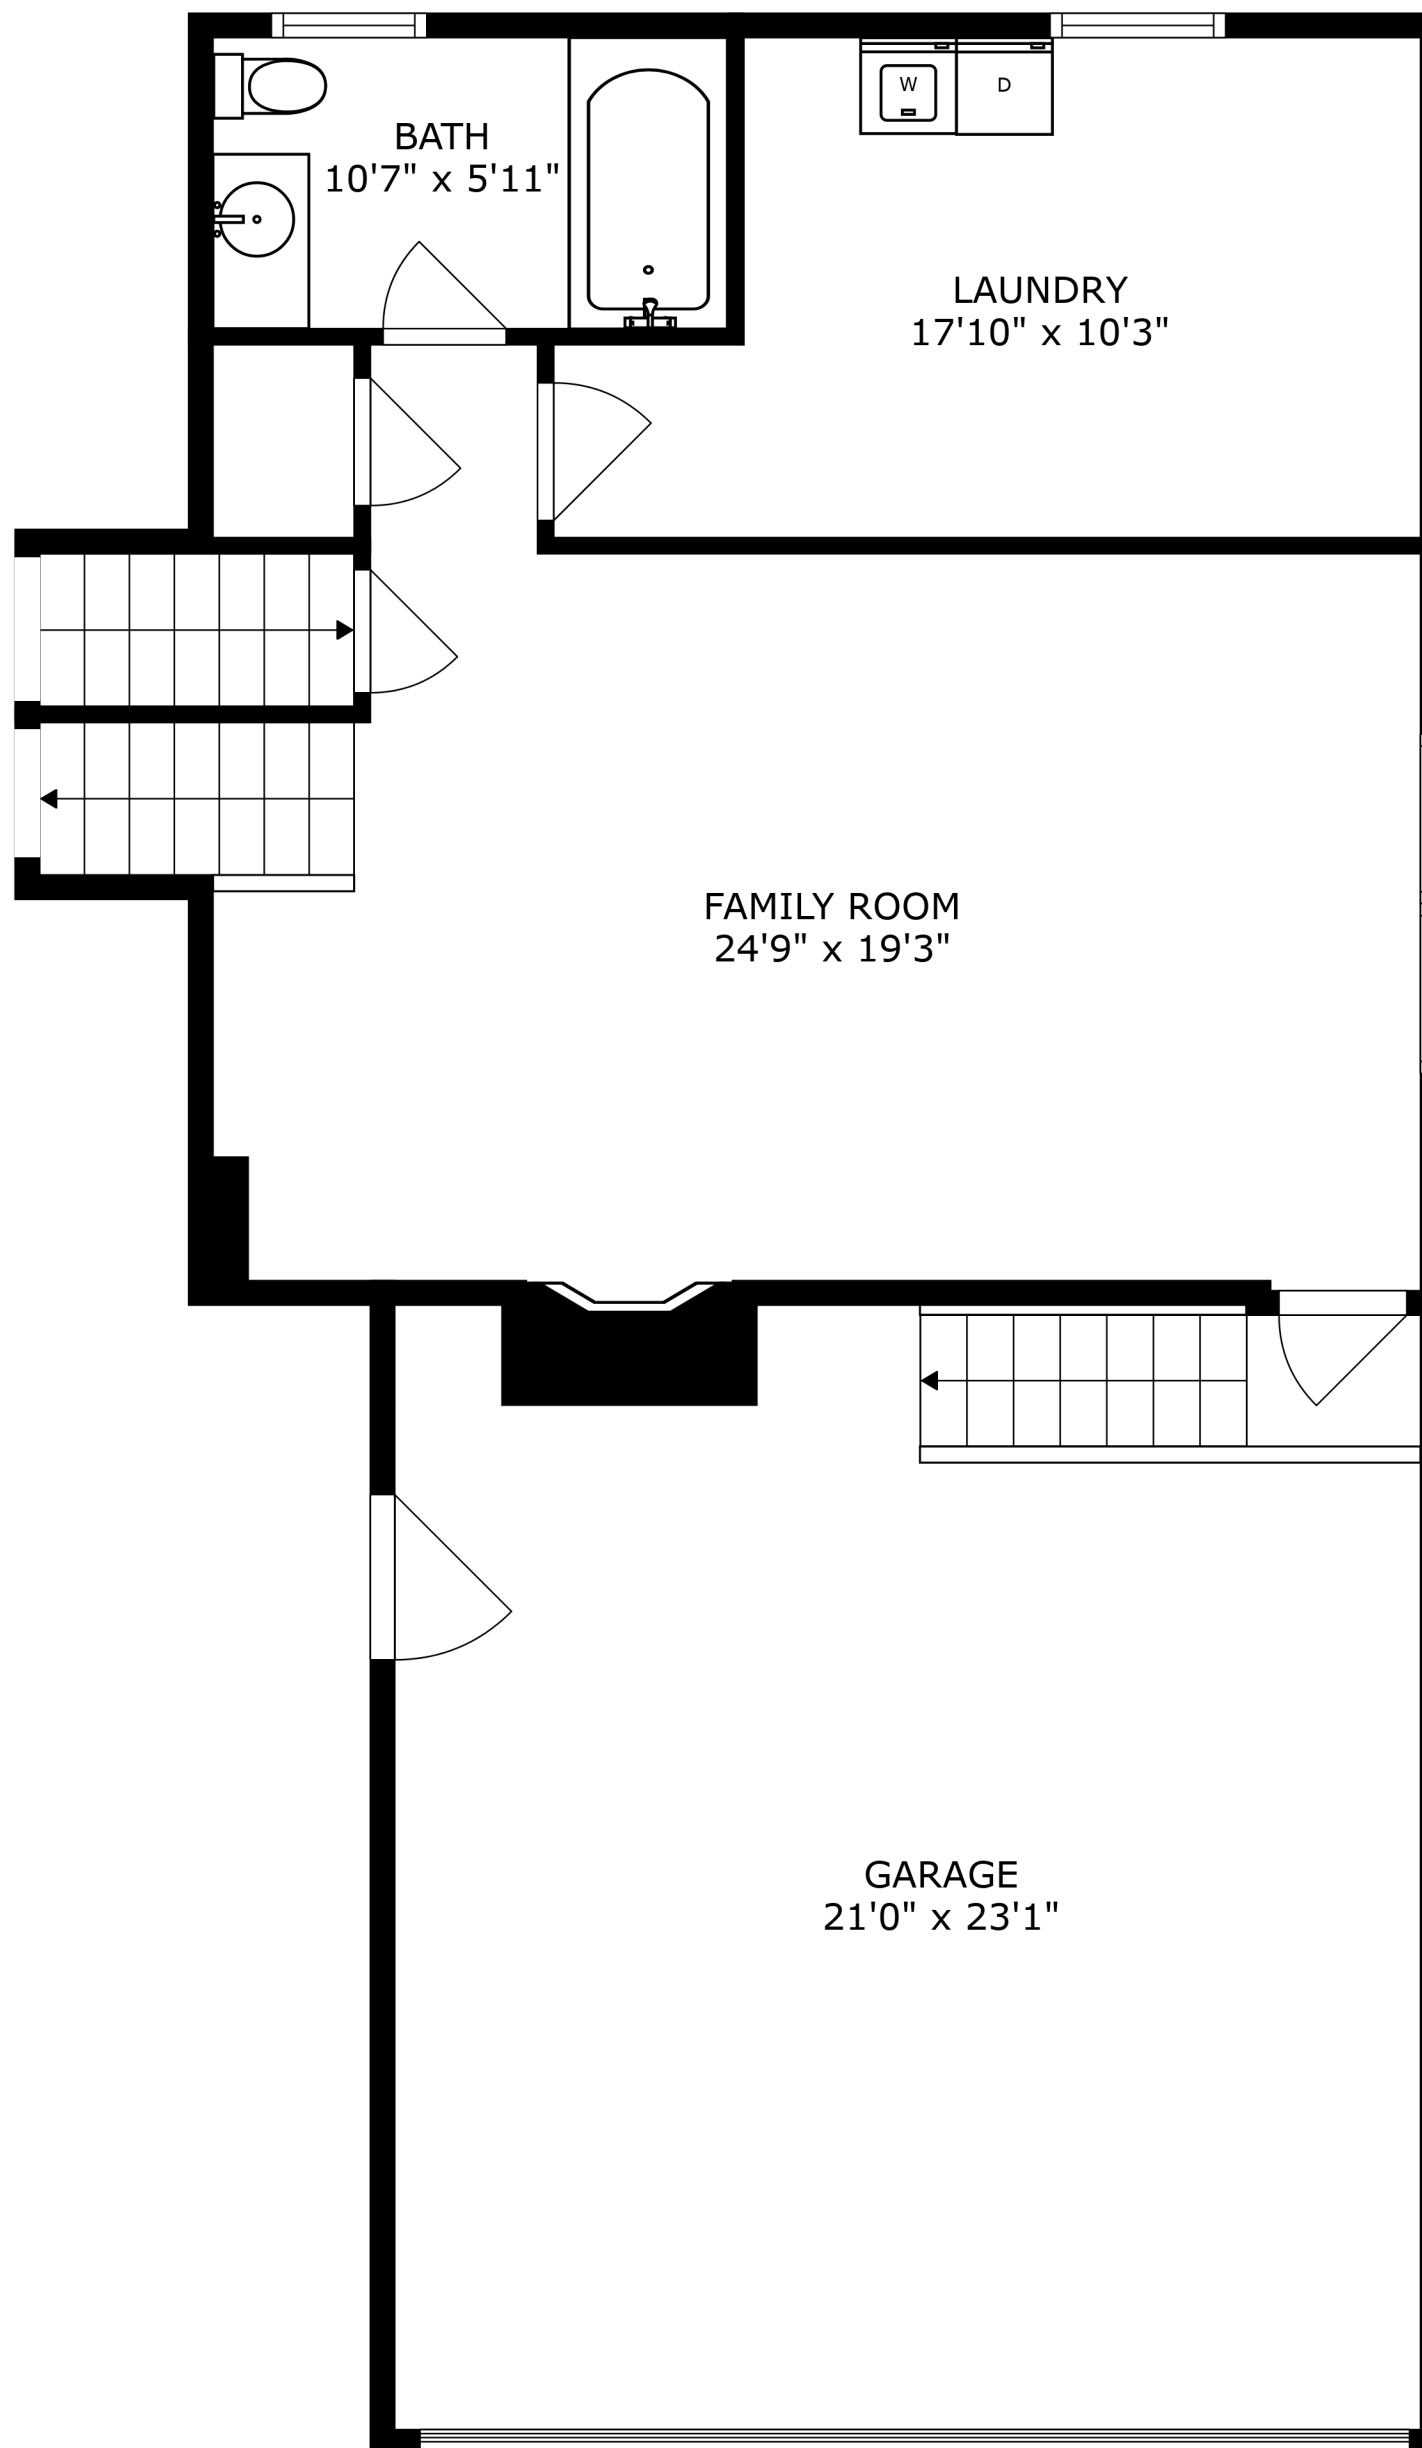 W
D
BATH
10'7" x 5'11"
LAUNDRY
17'10" x 10'3"
FAMILY ROOM
24'9" x 19'3"
GARAGE
21'0" x 23'1"